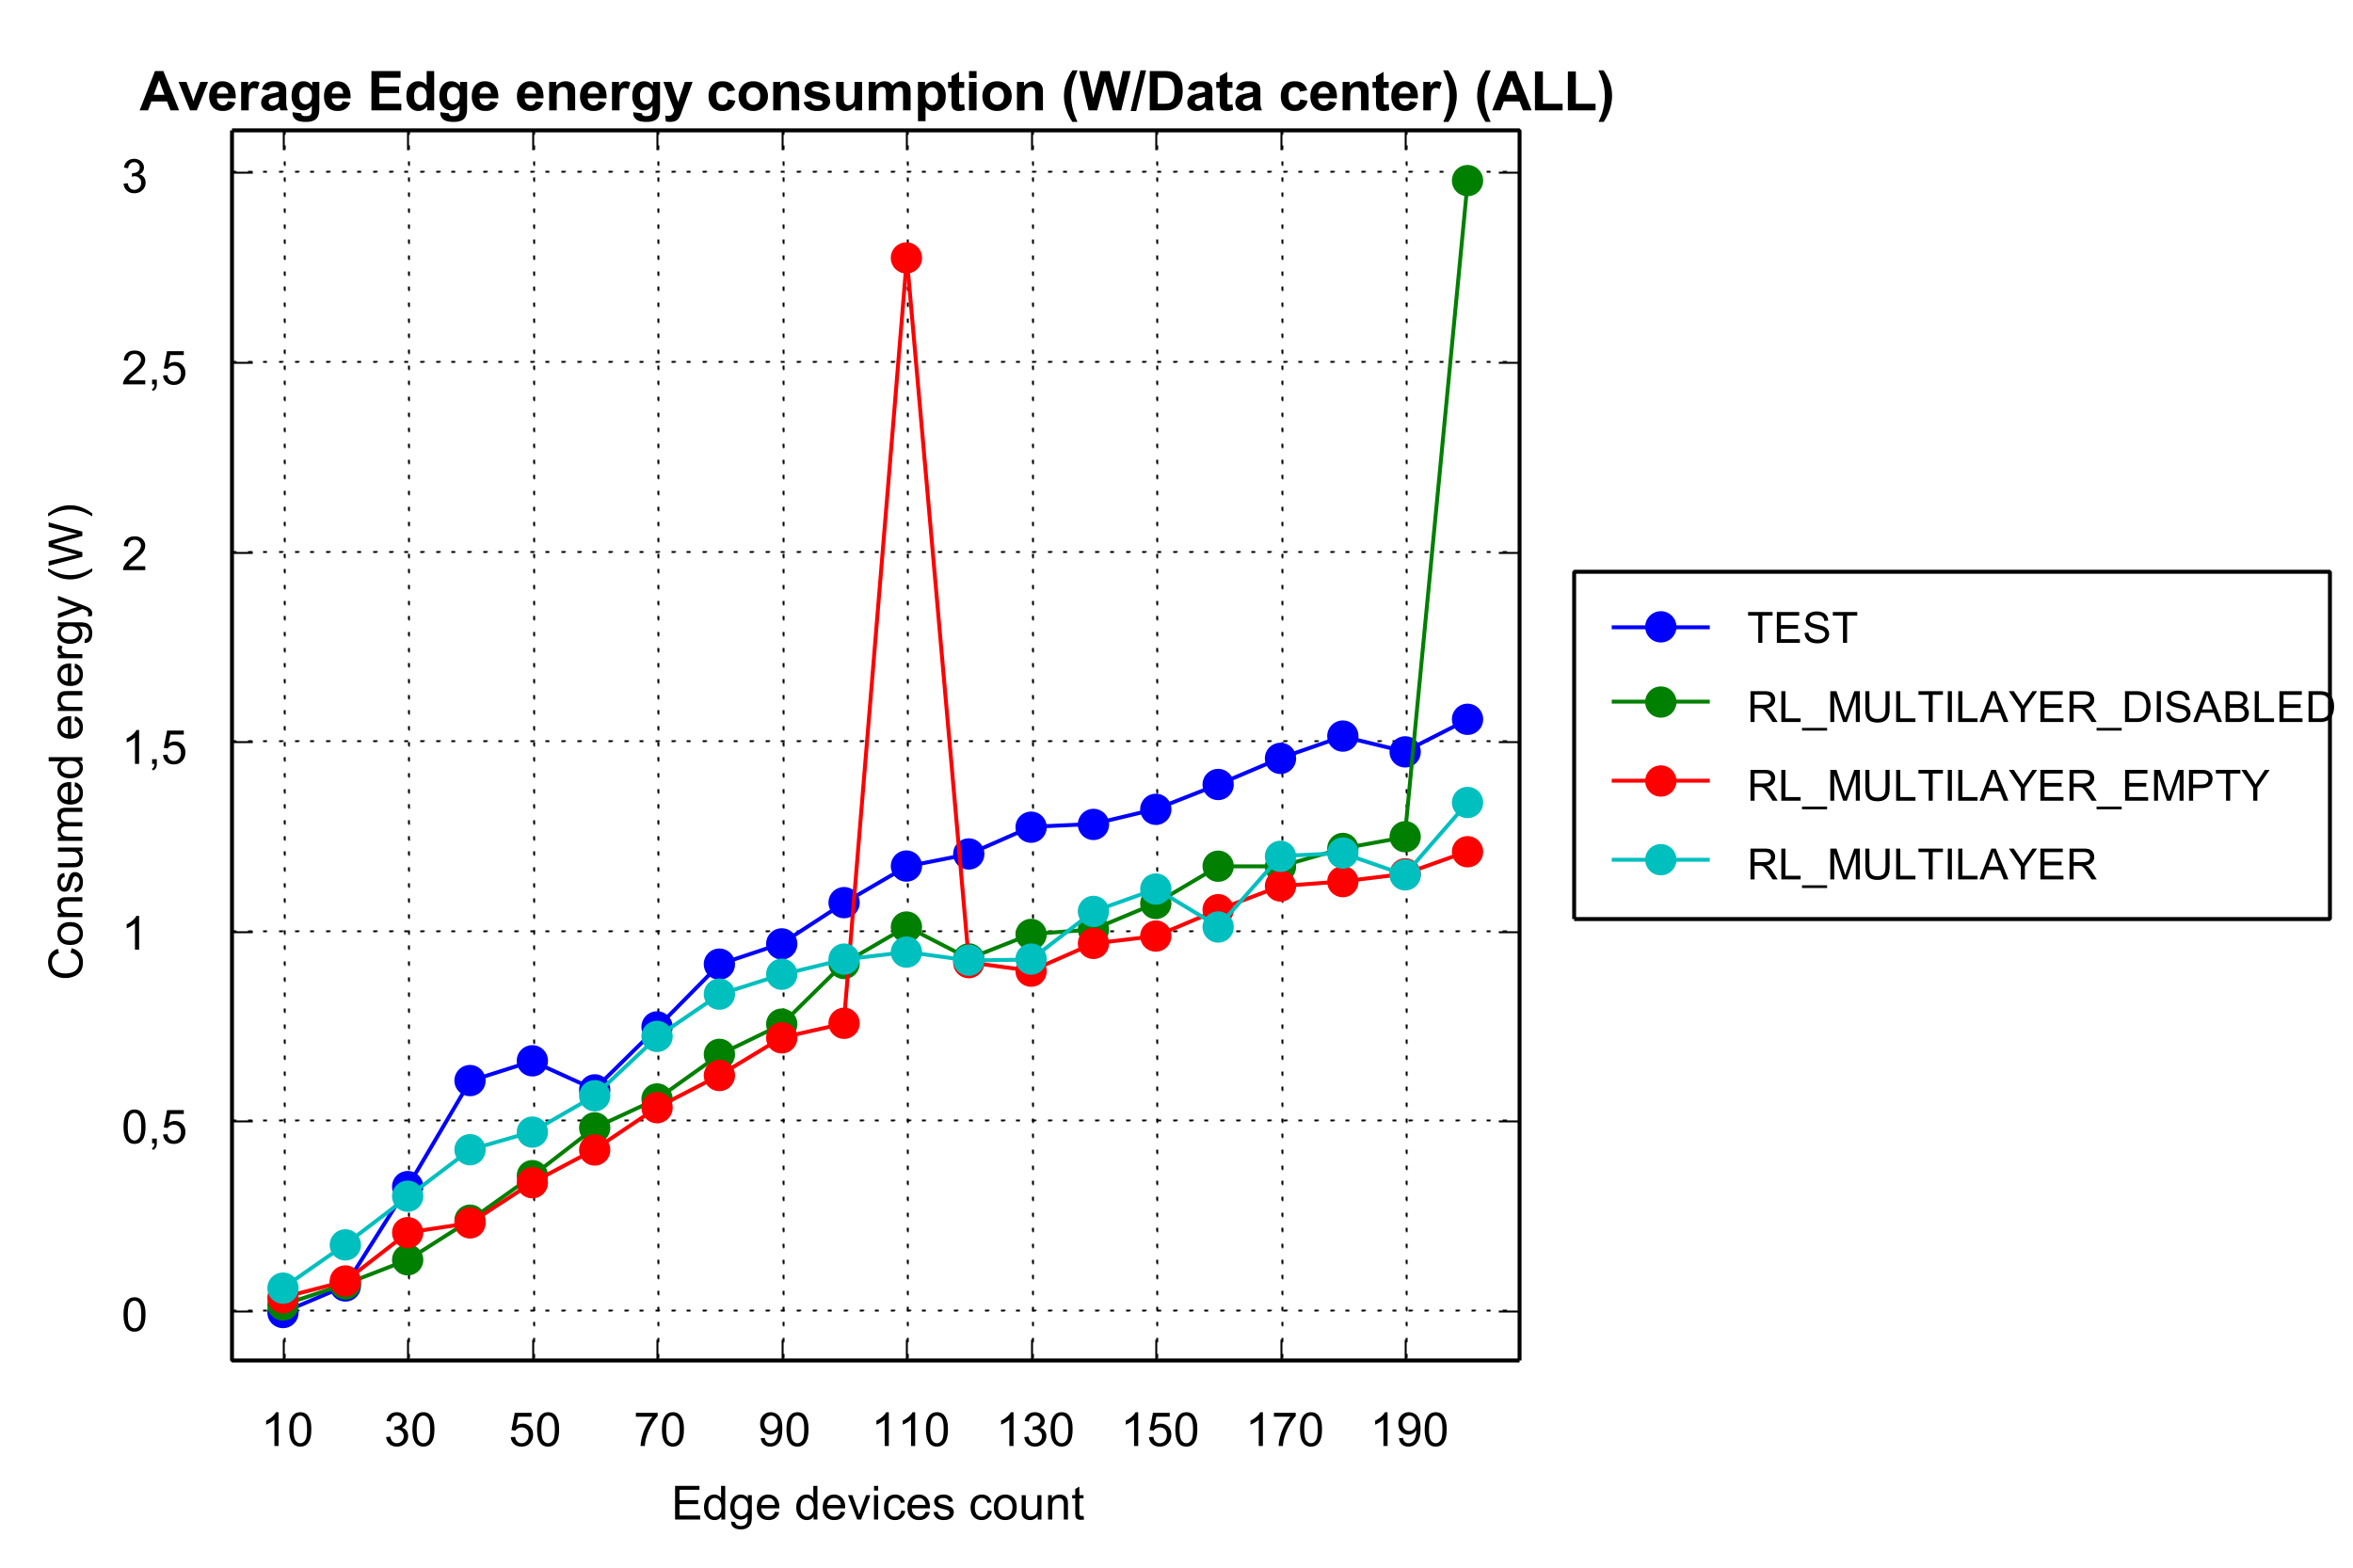 Average Edge energy consumption (W/Data center) (ALL)
3
2,5
2
1,5
1
0,5
0
Consumed energy (W)
10 30 50 70 90 110 130 150 170 190
Edge devices count
TEST
RL_MULTILAYER_DISABLED
RL_MULTILAYER_EMPTY
RL_MULTILAYER